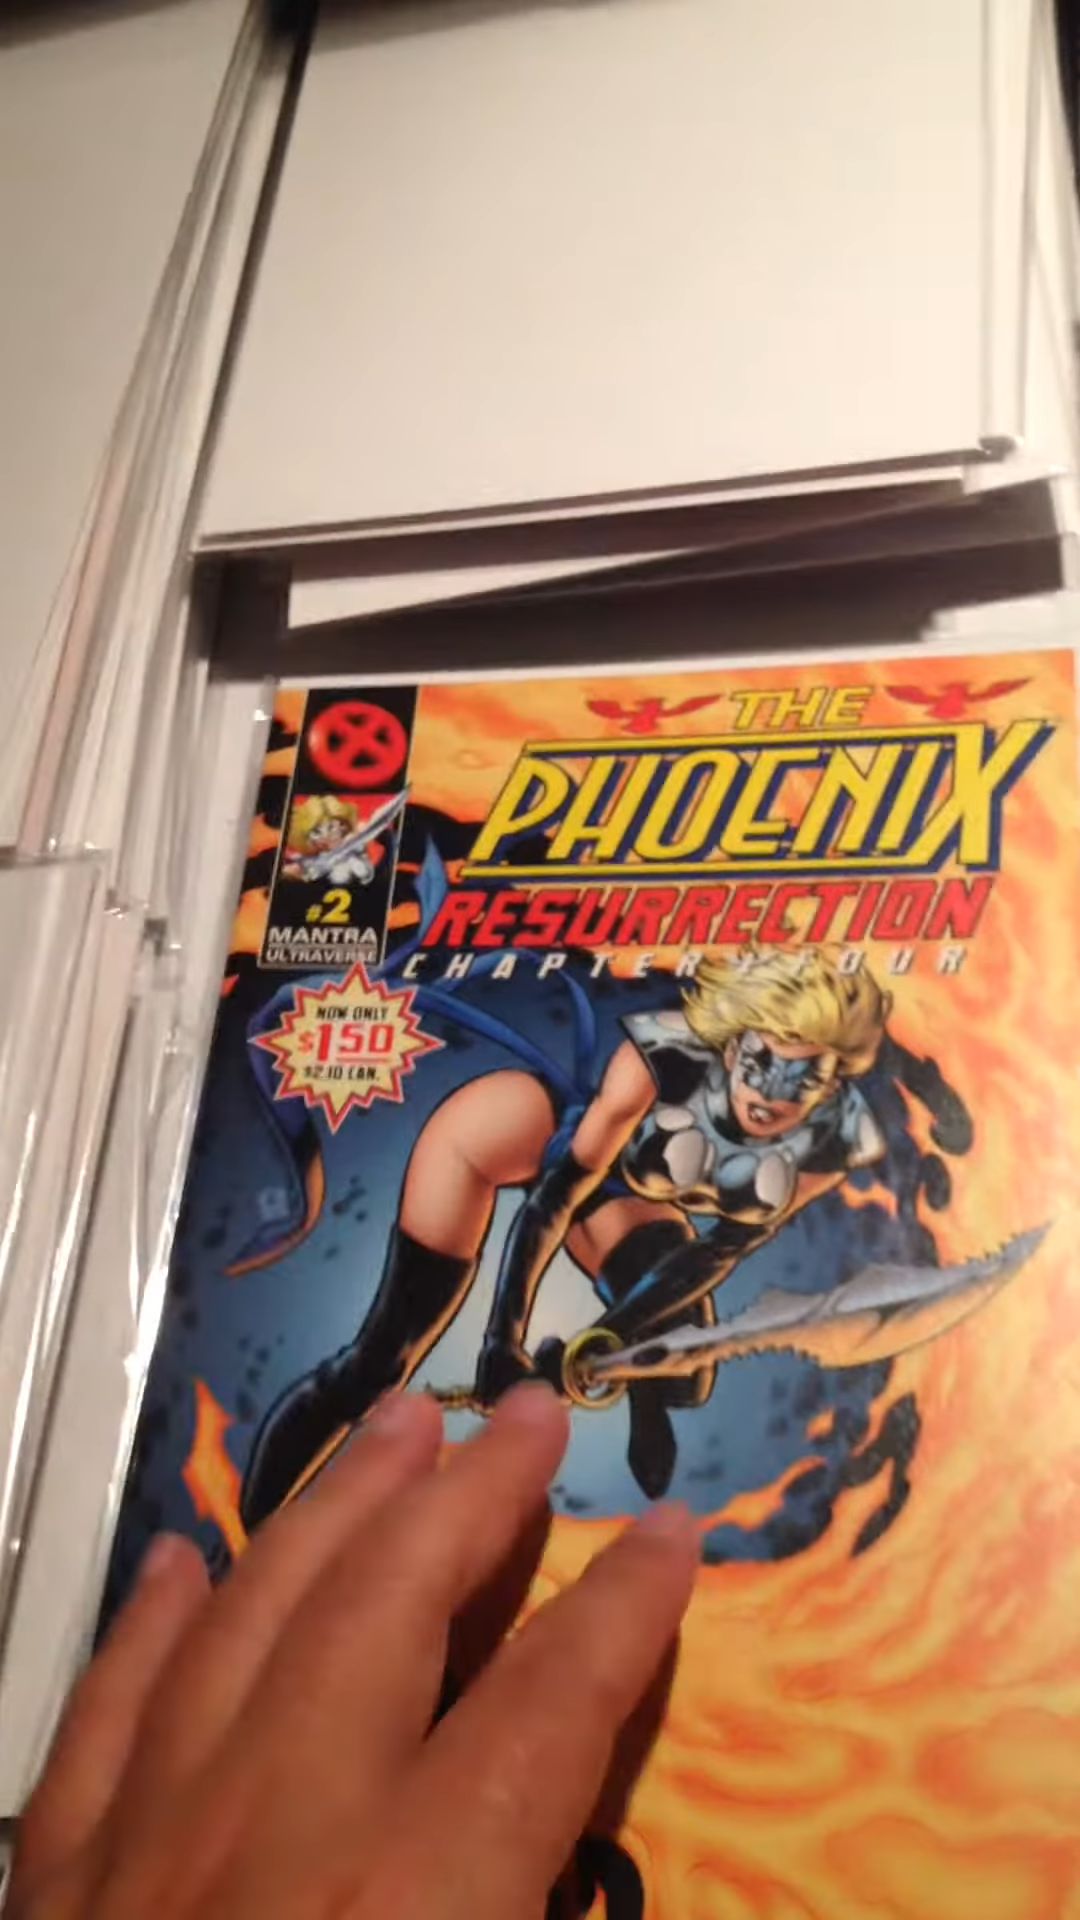 THE
PHOENIX
RESURRECTION
CHAPTER FOUR
#2
MANTRA
ULTRAVERSE
NOW ONLY
$1.50
$2.10 CAN.